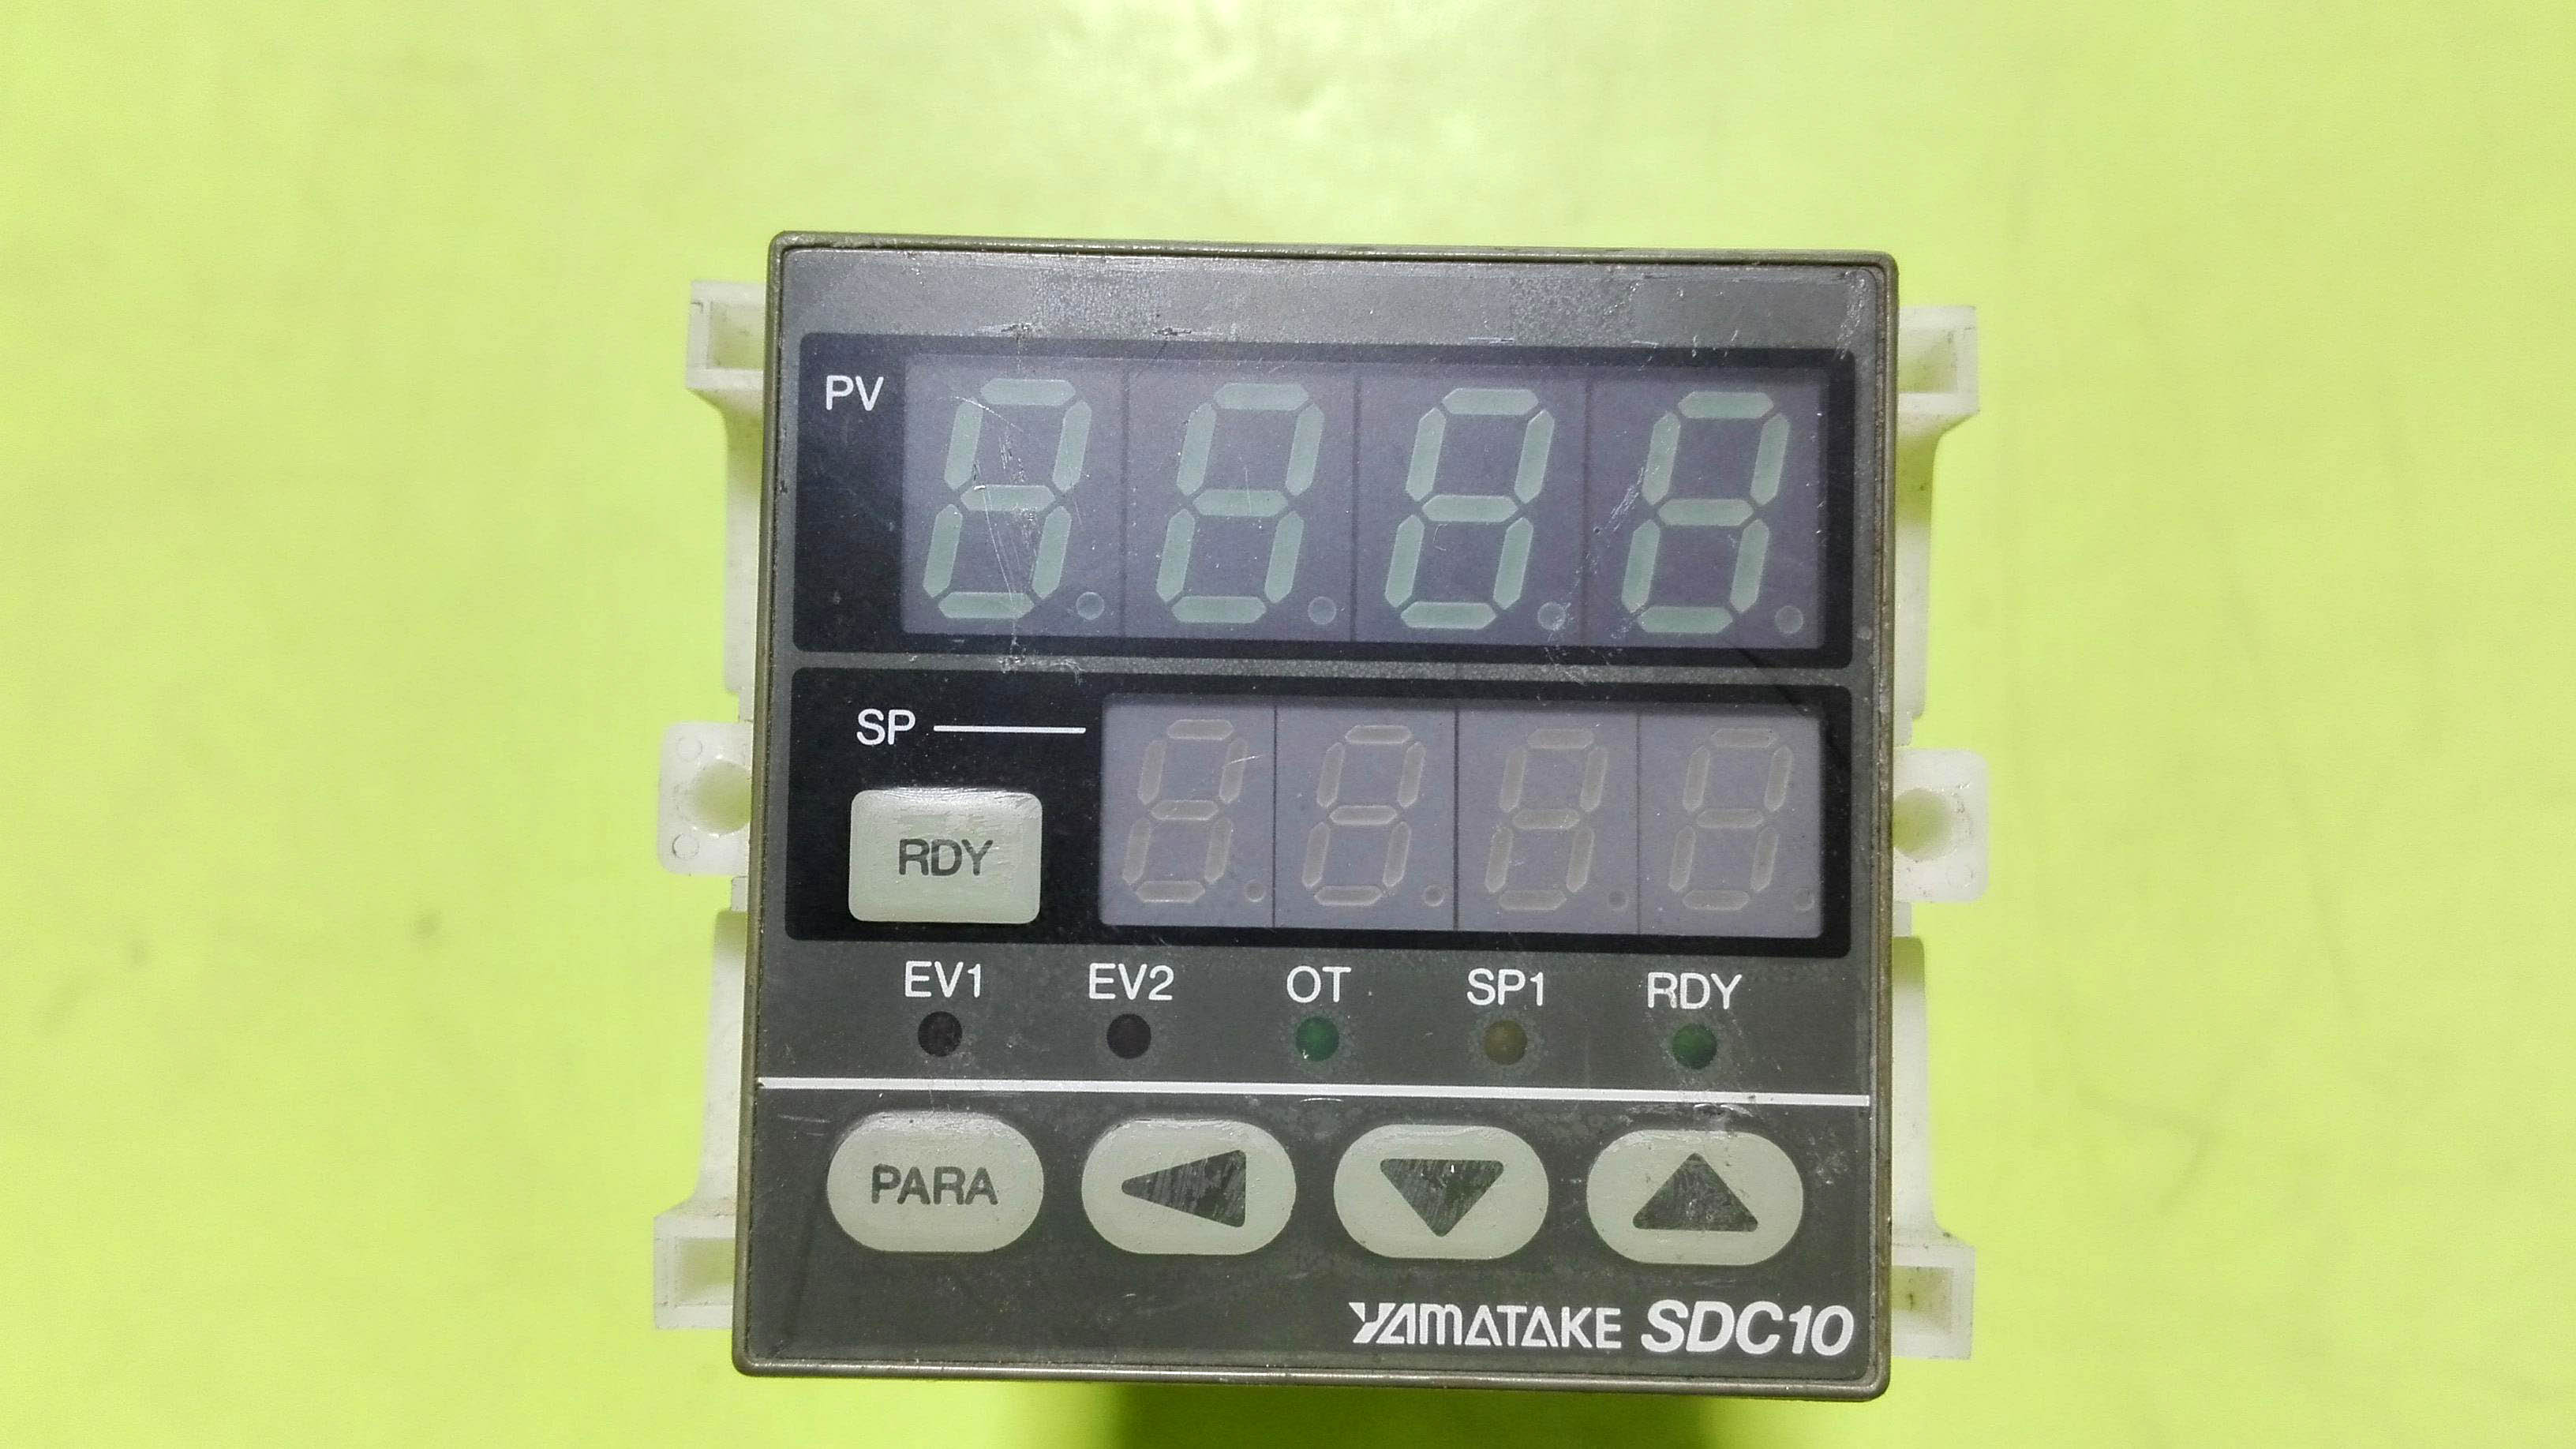 PV
SP
RDY
EV1 EV2 OT SP1 RDY
PARA
YAMATAKE SDC10